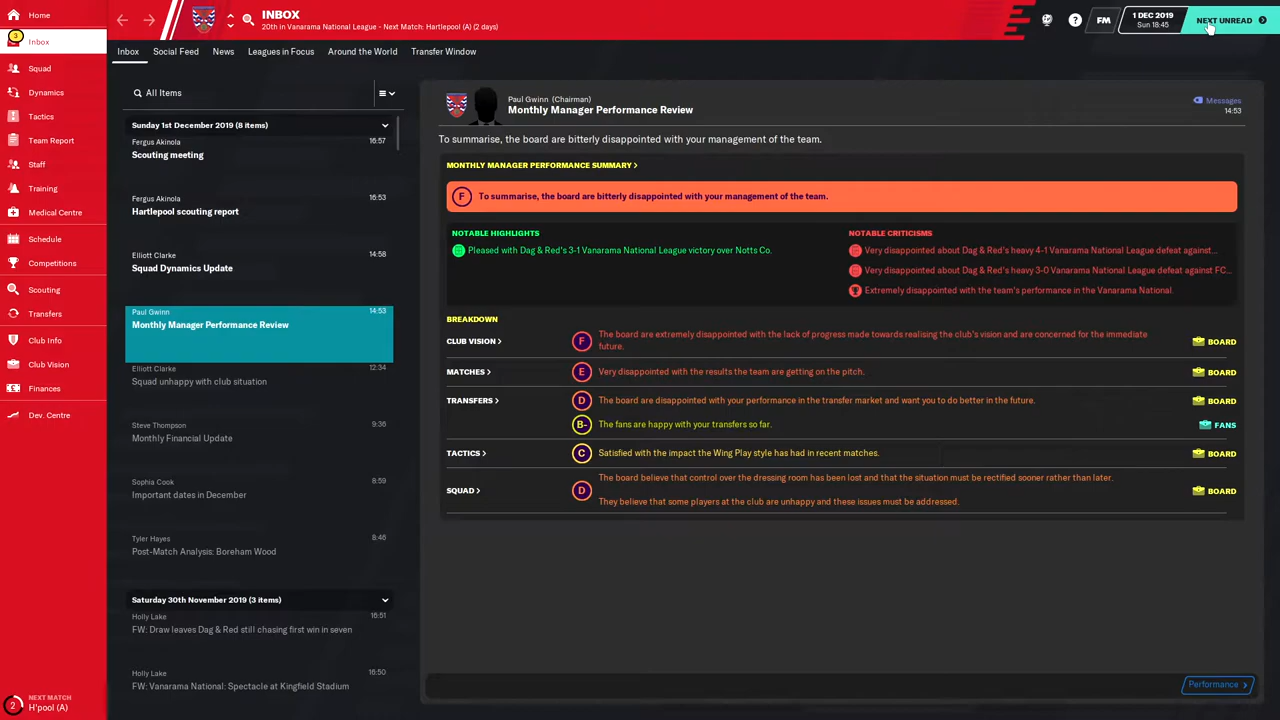 Home
3
Inbox
Squad
Dynamics
Tactics
Team Report
Staff
Training
Medical Centre
Schedule
Competitions
Scouting
Transfers
Club Info
Club Vision
Finances
Dev. Centre
NEXT MATCH
2 H'pool (A)
INBOX
20th in Vanarama National League - Next Match: Hartlepool (A) (2 days)
? FM
1 DEC 2019
Sun 18:45
NEXT UNREAD
Inbox Social Feed News Leagues in Focus Around the World Transfer Window
All Items
Sunday 1st December 2019 (8 items)
Fergus Akinola 16:57
Scouting meeting
Fergus Akinola 16:53
Hartlepool scouting report
Elliott Clarke 14:58
Squad Dynamics Update
Paul Gwinn 14:53
Monthly Manager Performance Review
Elliott Clarke 12:34
Squad unhappy with club situation
Steve Thompson 9:36
Monthly Financial Update
Sophia Cook 8:59
Important dates in December
Tyler Hayes 8:46
Post-Match Analysis: Boreham Wood
Saturday 30th November 2019 (3 items)
Holly Lake 16:51
FW: Draw leaves Dag & Red still chasing first win in seven
Holly Lake 16:50
FW: Vanarama National: Spectacle at Kingfield Stadium
Paul Gwinn (Chairman)
Monthly Manager Performance Review
Messages
14:53
To summarise, the board are bitterly disappointed with your management of the team.
MONTHLY MANAGER PERFORMANCE SUMMARY >
F To summarise, the board are bitterly disappointed with your management of the team.
NOTABLE HIGHLIGHTS
Pleased with Dag & Red's 3-1 Vanarama National League victory over Notts Co.
NOTABLE CRITICISMS
Very disappointed about Dag & Red's heavy 4-1 Vanarama National League defeat against...
Very disappointed about Dag & Red's heavy 3-0 Vanarama National League defeat against FC...
Extremely disappointed with the team's performance in the Vanarama National.
BREAKDOWN
CLUB VISION > F The board are extremely disappointed with the lack of progress made towards realising the club's vision and are concerned for the immediate
future. BOARD
MATCHES > E Very disappointed with the results the team are getting on the pitch. BOARD
TRANSFERS > D The board are disappointed with your performance in the transfer market and want you to do better in the future. BOARD
B- The fans are happy with your transfers so far. FANS
TACTICS > C Satisfied with the impact the Wing Play style has had in recent matches. BOARD
SQUAD > D The board believe that control over the dressing room has been lost and that the situation must be rectified sooner rather than later.
They believe that some players at the club are unhappy and these issues must be addressed. BOARD
Performance >